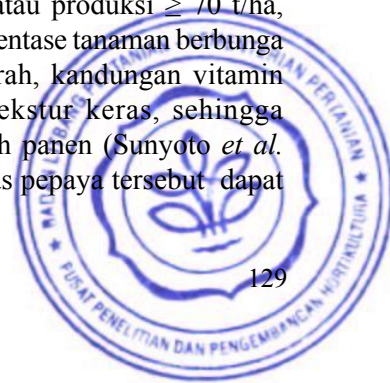 atau produksi ≥ 70 t/ha,
entase tanaman berbunga
rah, kandungan vitamin
ekstur keras, sehingga
h panen (Sunyoto et al.
as pepaya tersebut dapat
129
PERTANIAN
PUSAT PENELITIAN DAN PENGEMBANGAN HORTIKULTURA